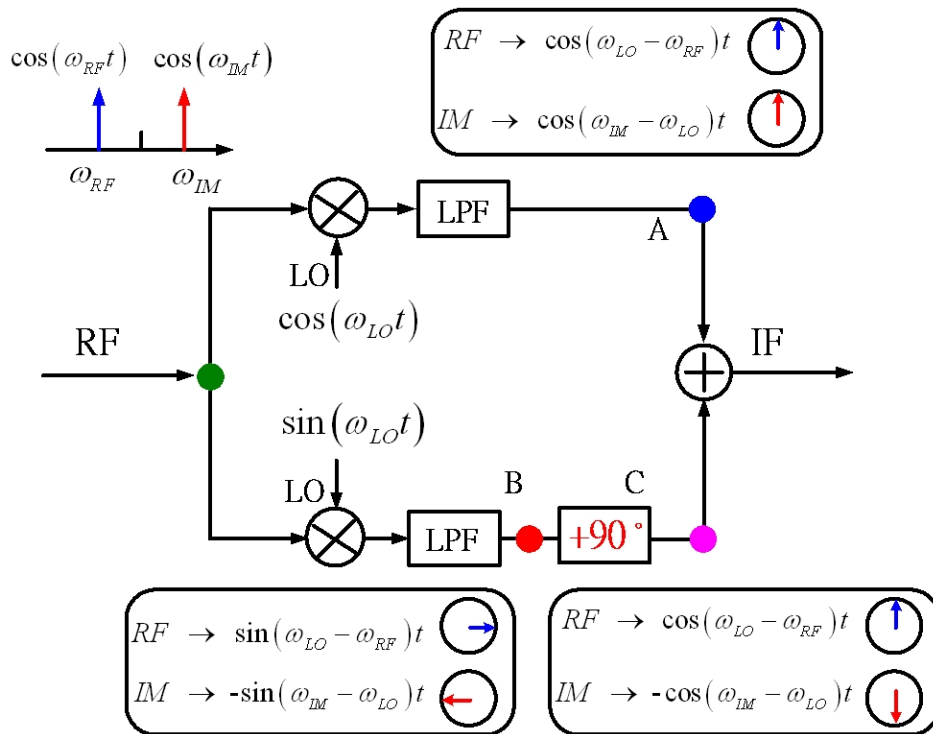 RF → cos(ω_LO − ω_RF)t
IM → cos(ω_IM − ω_LO)t
cos(ω_RF t) cos(ω_IM t)
ω_RF ω_IM
LPF
A
LO
cos(ω_LO t)
RF
IF
sin(ω_LO t)
LO
B
C
LPF
+90°
RF → sin(ω_LO − ω_RF)t
IM → -sin(ω_IM − ω_LO)t
RF → cos(ω_LO − ω_RF)t
IM → -cos(ω_IM − ω_LO)t